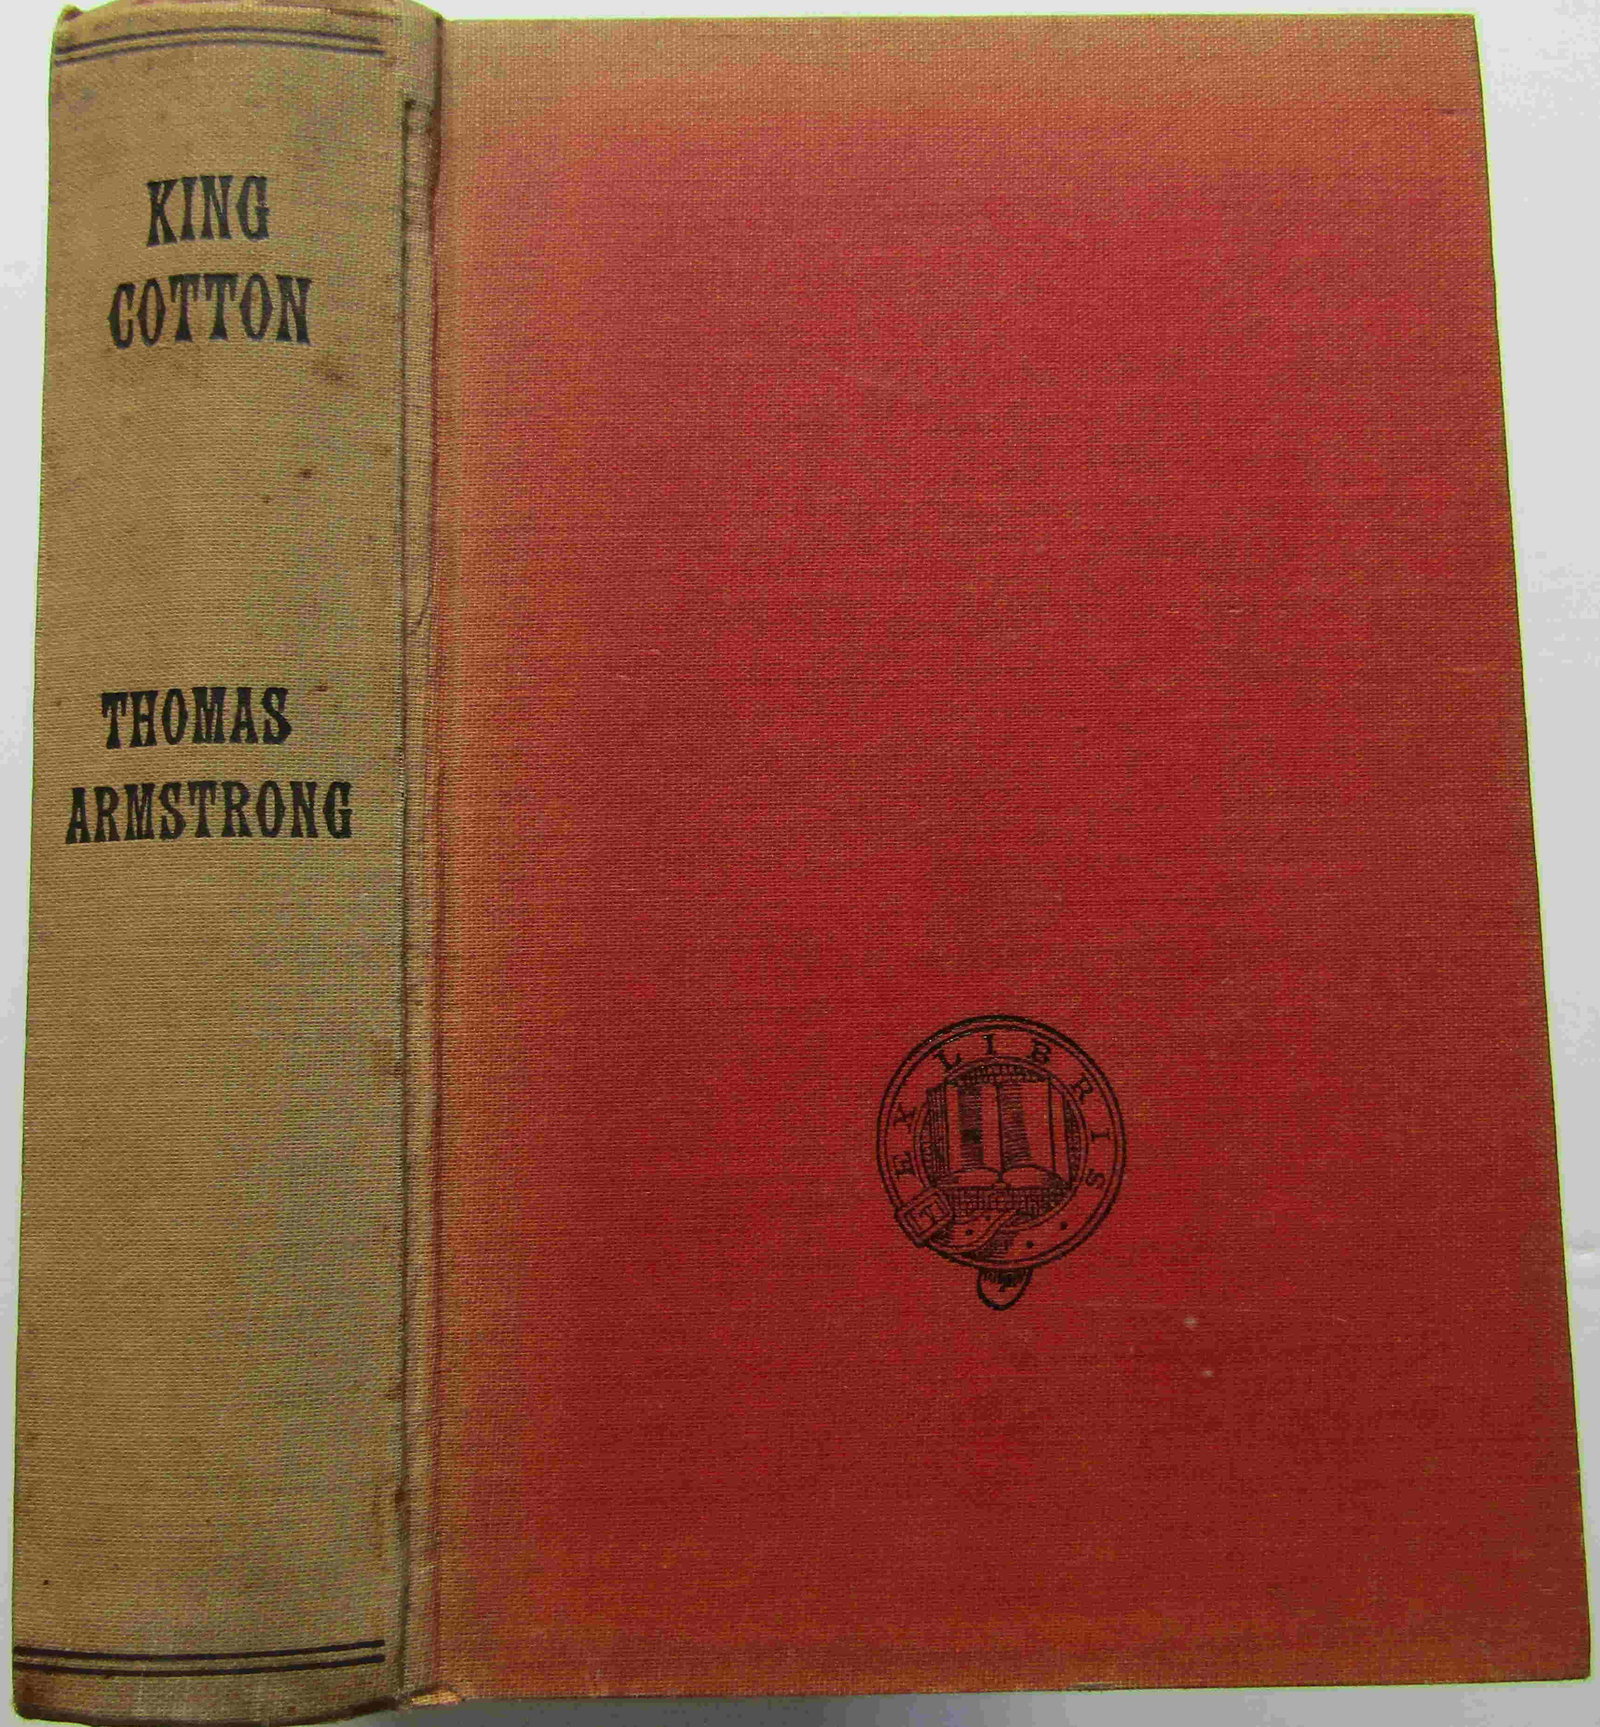 KING
COTTON
THOMAS
ARMSTRONG
EX LIBRIS